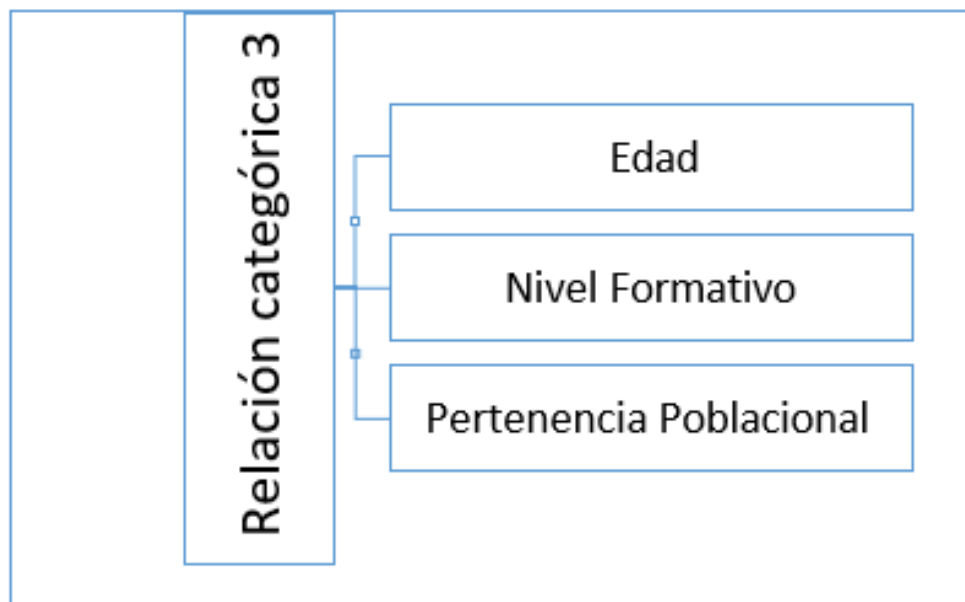 Relación categórica 3
Edad
Nivel Formativo
Pertenencia Poblacional